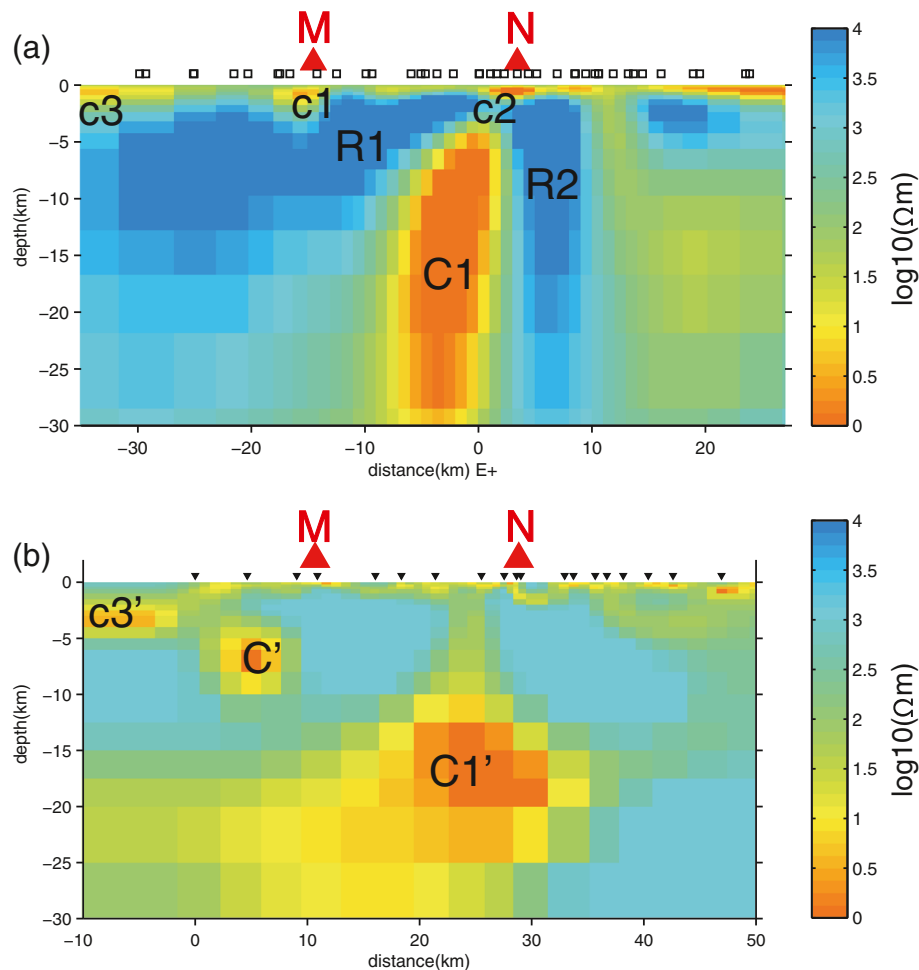 M N
(a)
0
−5
−10
−15
−20
−25
−30
depth(km)
c3 c1 c2
R1 R2
C1
−30 −20 −10 0 10 20
distance(km) E+
4
3.5
3
2.5
2
1.5
1
0.5
0
log10(Ωm)
M N
(b)
0
−5
−10
−15
−20
−25
−30
depth(km)
c3’
C’
C1’
−10 0 10 20 30 40 50
distance(km)
4
3.5
3
2.5
2
1.5
1
0.5
0
log10(Ωm)